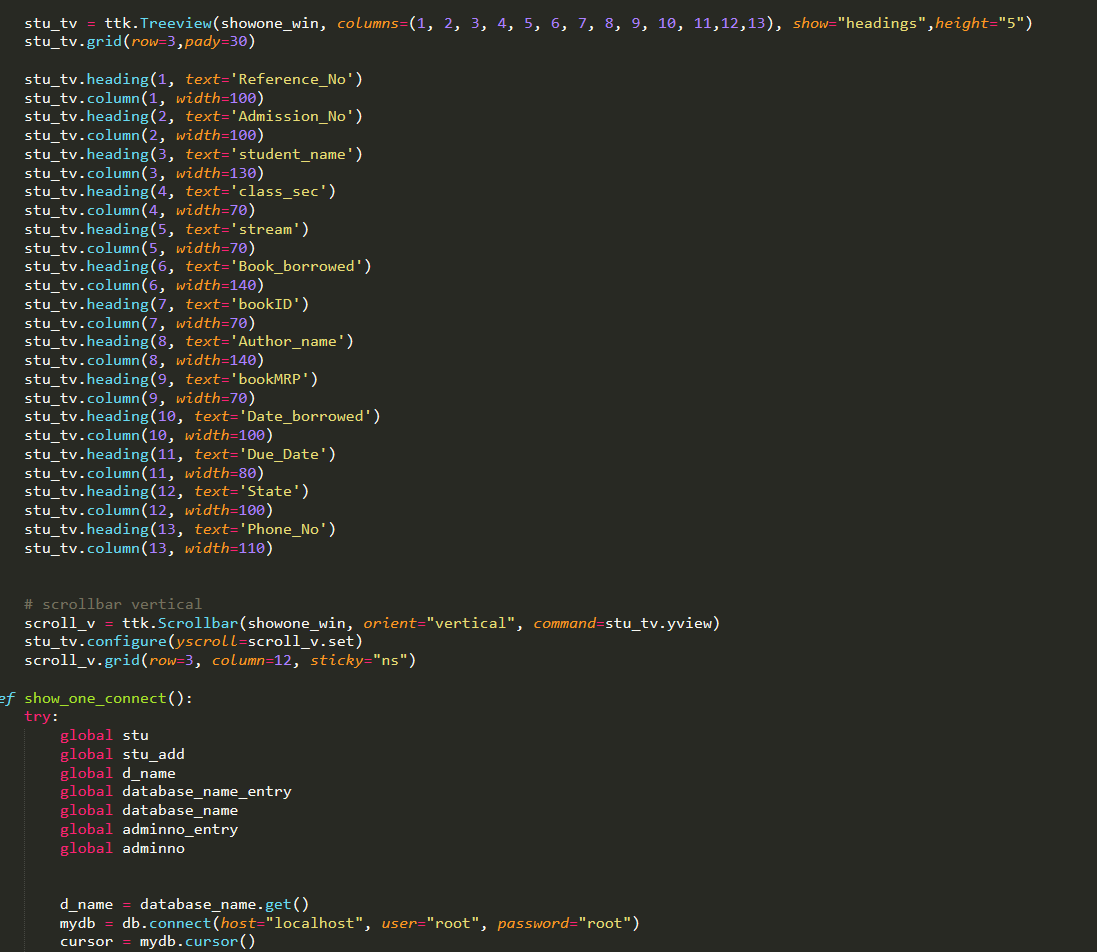 stu_tv = ttk.Treeview(showone_win, columns=(1, 2, 3, 4, 5, 6, 7, 8, 9, 10, 11,12,13), show="headings",height="5")
stu_tv.grid(row=3,pady=30)
stu_tv.heading(1, text='Reference_No')
stu_tv.column(1, width=100)
stu_tv.heading(2, text='Admission_No')
stu_tv.column(2, width=100)
stu_tv.heading(3, text='student_name')
stu_tv.column(3, width=130)
stu_tv.heading(4, text='class_sec')
stu_tv.column(4, width=70)
stu_tv.heading(5, text='stream')
stu_tv.column(5, width=70)
stu_tv.heading(6, text='Book_borrowed')
stu_tv.column(6, width=140)
stu_tv.heading(7, text='bookID')
stu_tv.column(7, width=70)
stu_tv.heading(8, text='Author_name')
stu_tv.column(8, width=140)
stu_tv.heading(9, text='bookMRP')
stu_tv.column(9, width=70)
stu_tv.heading(10, text='Date_borrowed')
stu_tv.column(10, width=100)
stu_tv.heading(11, text='Due_Date')
stu_tv.column(11, width=80)
stu_tv.heading(12, text='State')
stu_tv.column(12, width=100)
stu_tv.heading(13, text='Phone_No')
stu_tv.column(13, width=110)
# scrollbar vertical
scroll_v = ttk.Scrollbar(showone_win, orient="vertical", command=stu_tv.yview)
stu_tv.configure(yscroll=scroll_v.set)
scroll_v.grid(row=3, column=12, sticky="ns")
ef show_one_connect():
try:
global stu
global stu_add
global d_name
global database_name_entry
global database_name
global adminno_entry
global adminno
d_name = database_name.get()
mydb = db.connect(host="localhost", user="root", password="root")
cursor = mydb.cursor()